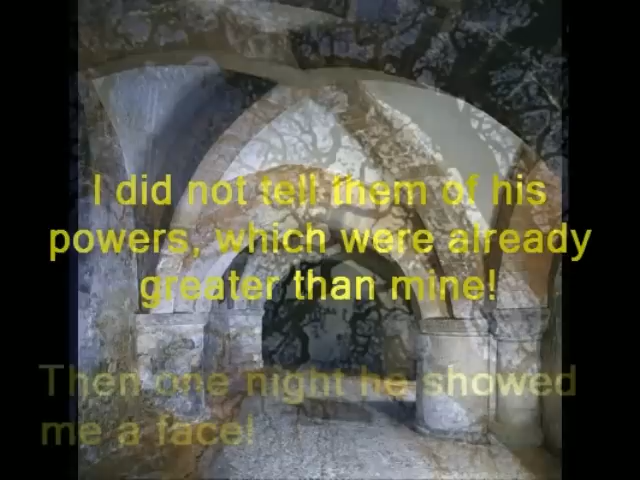 I did not tell them of his
powers, which were already
greater than mine!
Then one night he showed
me a face!